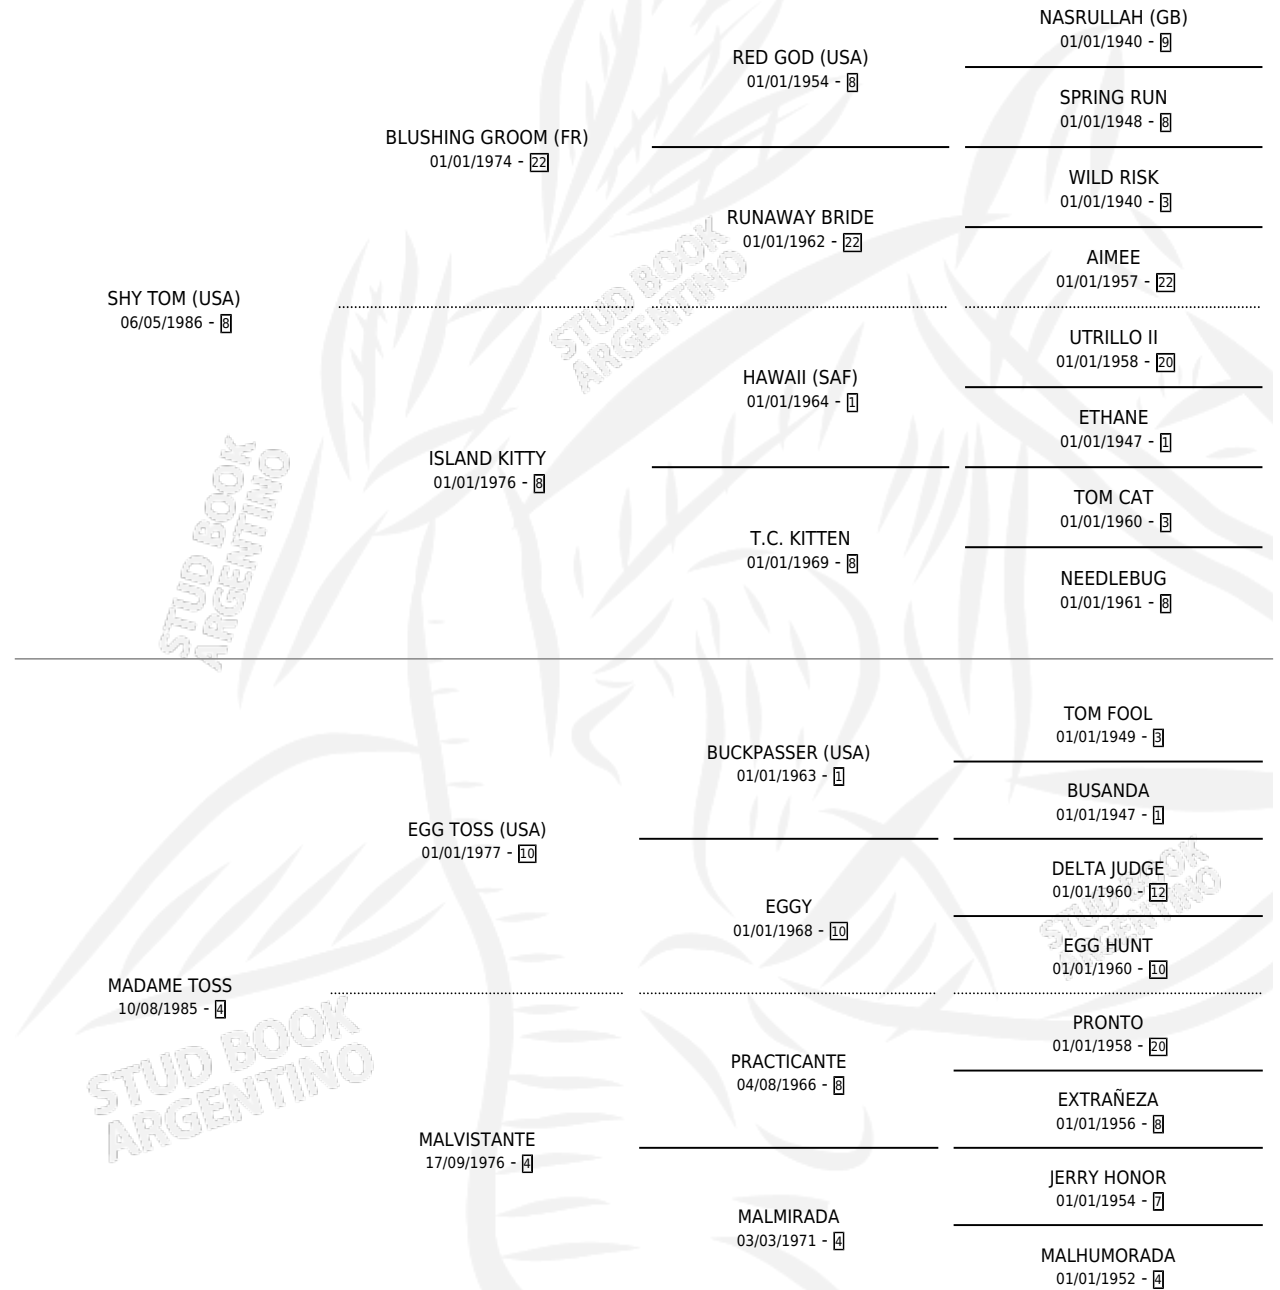 NASRULLAH (GB)
01/01/1940 - 9
RED GOD (USA)
01/01/1954 - 8
SPRING RUN
01/01/1948 - 8
BLUSHING GROOM (FR)
01/01/1974 - 22
WILD RISK
01/01/1940 - 3
RUNAWAY BRIDE
01/01/1962 - 22
AIMEE
01/01/1957 - 22
SHY TOM (USA)
06/05/1986 - 8
UTRILLO II
01/01/1958 - 20
HAWAII (SAF)
01/01/1964 - 1
ETHANE
01/01/1947 - 1
ISLAND KITTY
01/01/1976 - 8
TOM CAT
01/01/1960 - 3
T.C. KITTEN
01/01/1969 - 8
NEEDLEBUG
01/01/1961 - 8
TOM FOOL
01/01/1949 - 3
BUCKPASSER (USA)
01/01/1963 - 1
BUSANDA
01/01/1947 - 1
EGG TOSS (USA)
01/01/1977 - 10
DELTA JUDGE
01/01/1960 - 12
EGGY
01/01/1968 - 10
EGG HUNT
01/01/1960 - 10
MADAME TOSS
10/08/1985 - 4
PRONTO
01/01/1958 - 20
PRACTICANTE
04/08/1966 - 8
EXTRAÑEZA
01/01/1956 - 8
MALVISTANTE
17/09/1976 - 4
JERRY HONOR
01/01/1954 - 7
MALMIRADA
03/03/1971 - 4
MALHUMORADA
01/01/1952 - 4
STUD BOOK
ARGENTINO
STUD BOOK
ARGENTINO
STUD BOOK
ARGENTINO
STUD BOOK
ARGENTINO